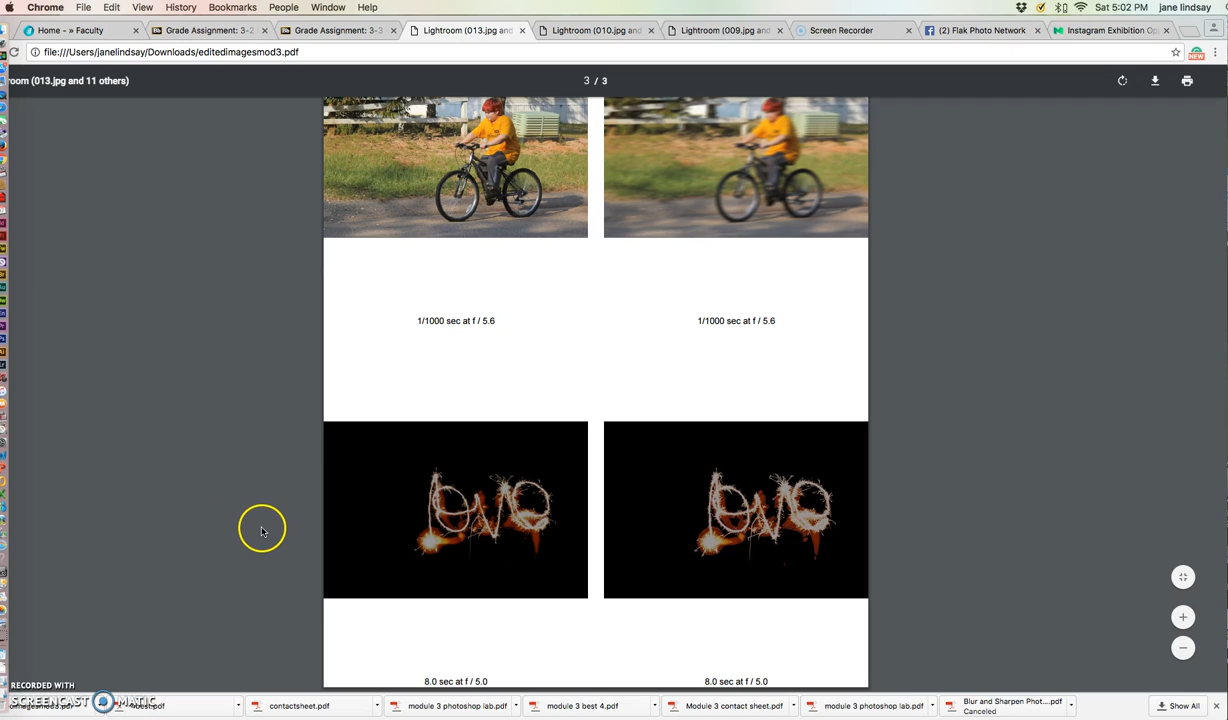 Chrome File Edit View History Bookmarks People Window Help Sat 5:02 PM jane lindsay
Home - » Faculty Grade Assignment: 3-2 Grade Assignment: 3-3 Lightroom (013.jpg and Lightroom (010.jpg and Lightroom (009.jpg and Screen Recorder (2) Flak Photo Network Instagram Exhibition Op
file:///Users/janelindsay/Downloads/editedimagesmod3.pdf NEW
room (013.jpg and 11 others) 3 / 3
1/1000 sec at f / 5.6 1/1000 sec at f / 5.6
love love
8.0 sec at f / 5.0 8.0 sec at f / 5.0
RECORDED WITH
SCREENCAST MATIC
contactsheet.pdf module 3 photoshop lab.pdf module 3 best 4.pdf Module 3 contact sheet.pdf module 3 photoshop lab.pdf Blur and Sharpen Phot....pdf Show All
Canceled